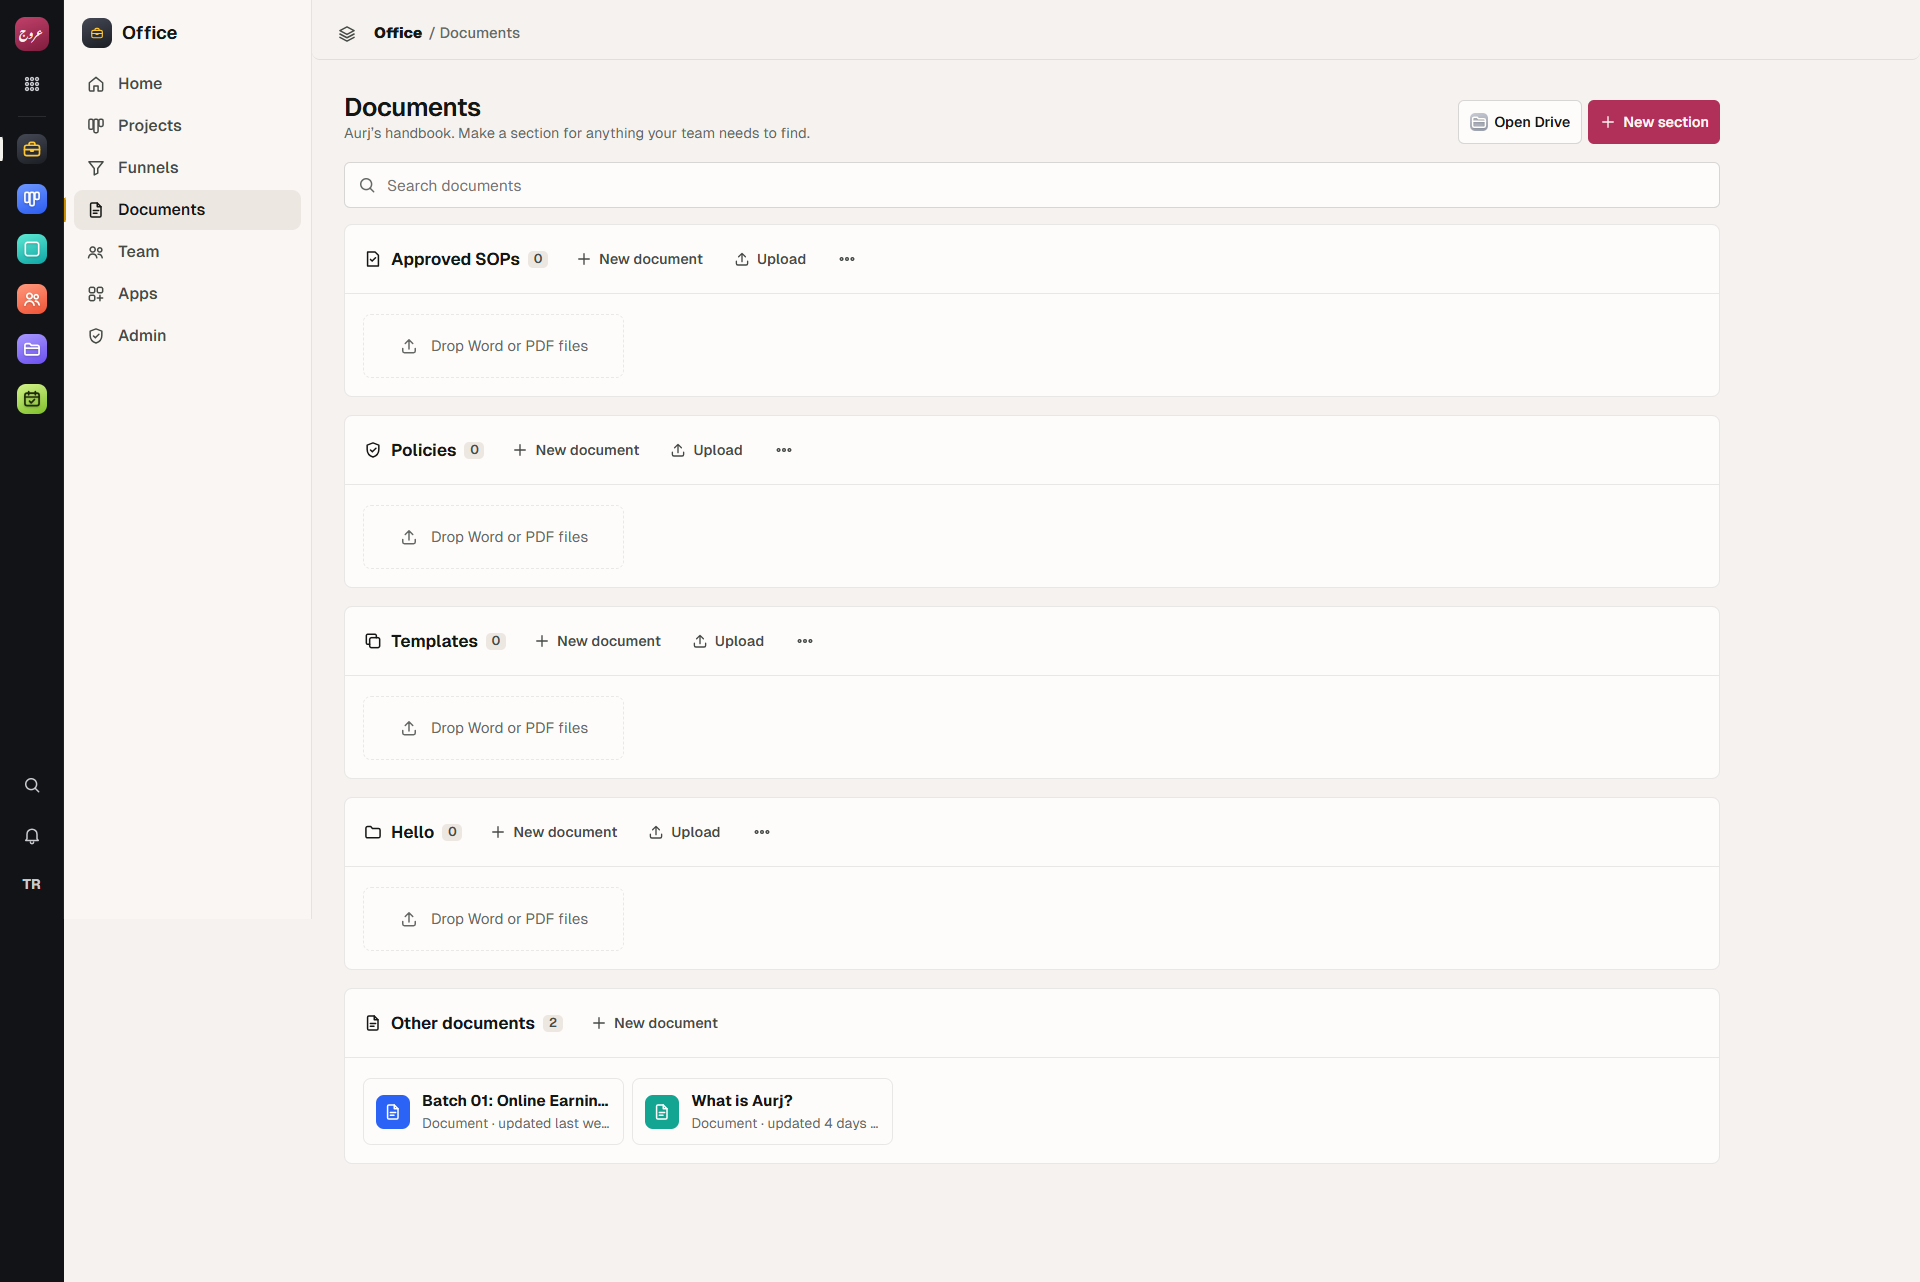 عروج
Office
Home
Projects
Funnels
Documents
Team
Apps
Admin
TR
Office / Documents
Documents
Aurj's handbook. Make a section for anything your team needs to find.
Open Drive
New section
Search documents
Approved SOPs 0 New document Upload
Drop Word or PDF files
Policies 0 New document Upload
Drop Word or PDF files
Templates 0 New document Upload
Drop Word or PDF files
Hello 0 New document Upload
Drop Word or PDF files
Other documents 2 New document
Batch 01: Online Earnin...
Document · updated last we...
What is Aurj?
Document · updated 4 days ...